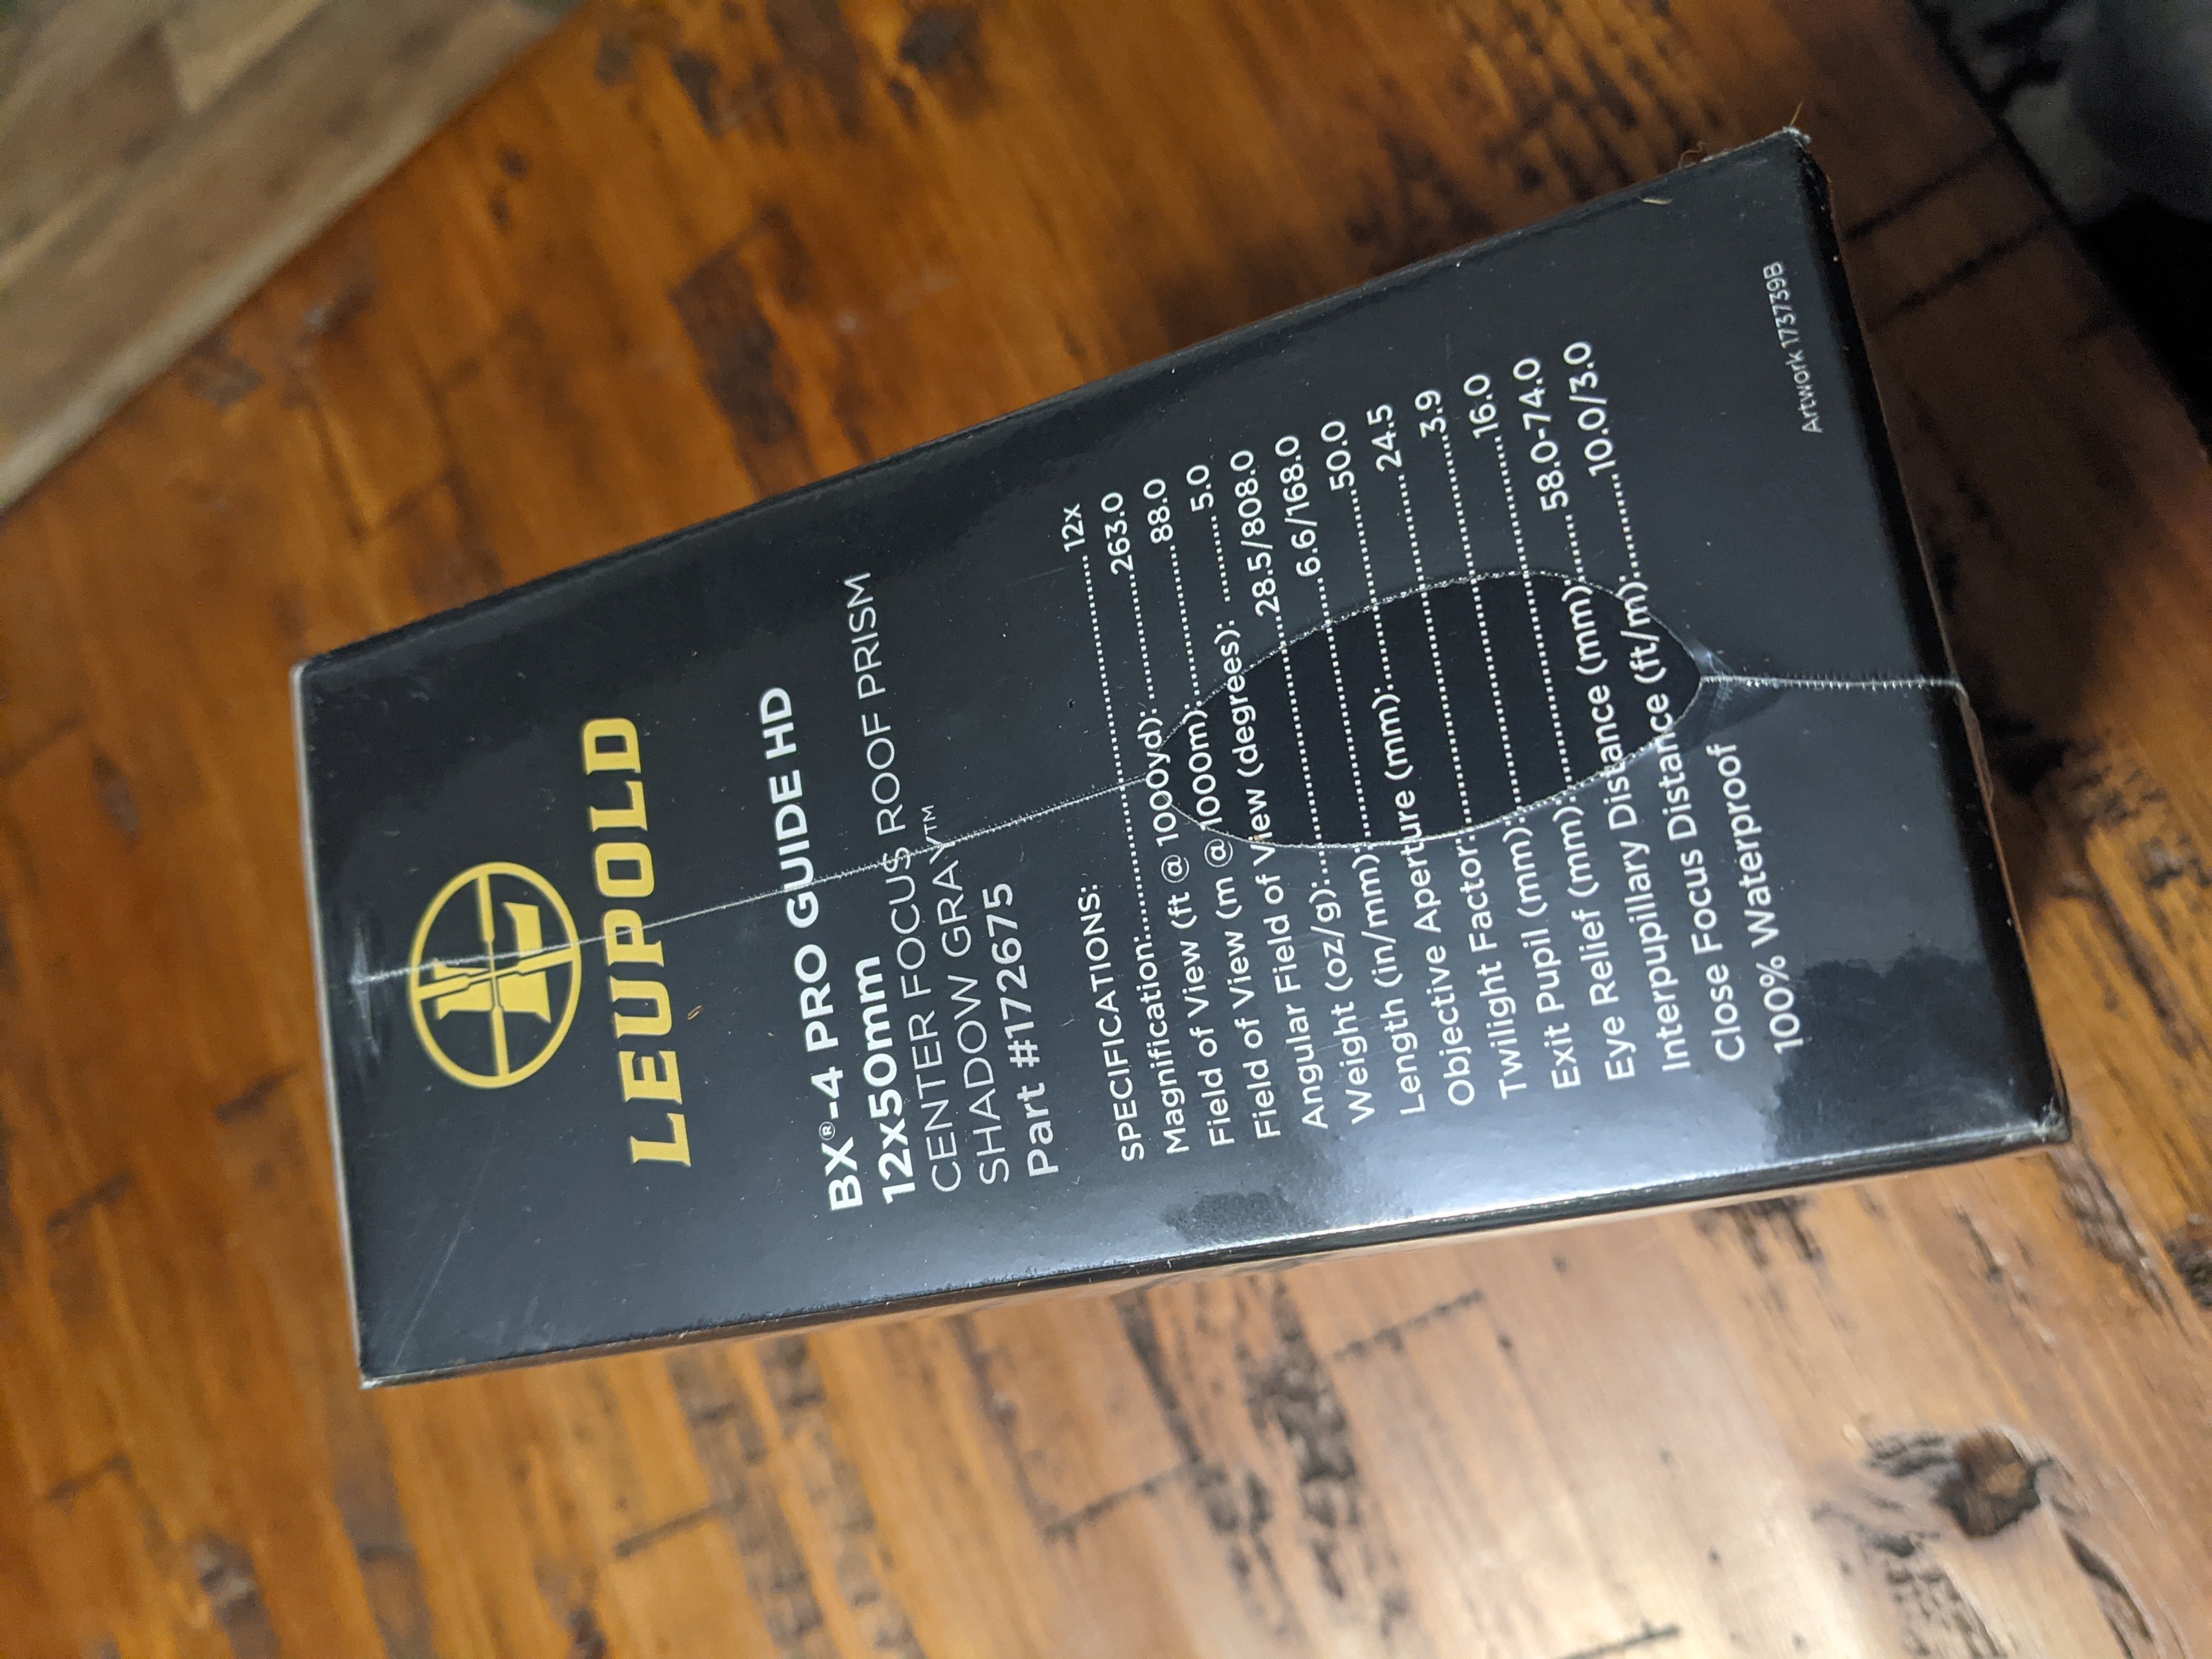 LEUPOLD
BX®-4 PRO GUIDE HD
12x50mm
CENTER FOCUS ROOF PRISM
SHADOW GRAY™
Part #172675
SPECIFICATIONS:
Magnification:................................ 12x
Field of View (ft @ 1000yd):..............263.0
Field of View (m @ 1000m):................88.0
Angular Field of View (degrees): .......... 5.0
Weight (oz/g):......................28.5/808.0
Length (in/mm):......................6.6/168.0
Objective Aperture (mm):..................50.0
Objective Factor:......................... 24.5
Twilight Factor:...........................3.9
Exit Pupil (mm):..........................16.0
Eye Relief (mm):..........................
Interpupillary Distance (mm):......58.0-74.0
Close Focus Distance (ft/m):..........10.0/3.0
100% Waterproof
Artwork 173739B